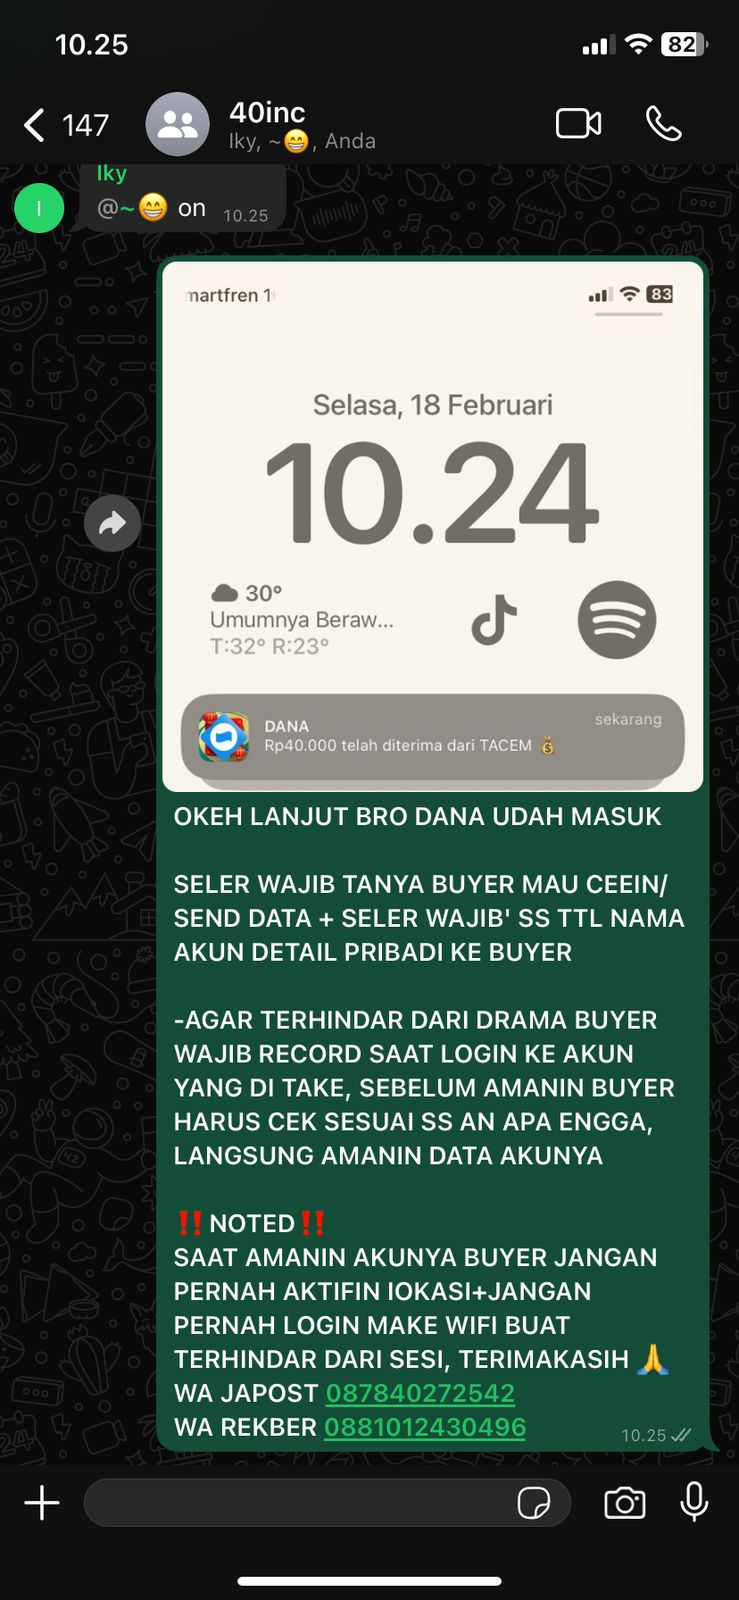 10.25
82
147
40inc
Iky, ~😁, Anda
Iky
@~😁 on 10.25
I
martfren 1
83
Selasa, 18 Februari
10.24
30°
Umumnya Beraw...
T:32° R:23°
DANA
sekarang
Rp40.000 telah diterima dari TACEM 💰
OKEH LANJUT BRO DANA UDAH MASUK
SELER WAJIB TANYA BUYER MAU CEEIN/
SEND DATA + SELER WAJIB' SS TTL NAMA
AKUN DETAIL PRIBADI KE BUYER
-AGAR TERHINDAR DARI DRAMA BUYER
WAJIB RECORD SAAT LOGIN KE AKUN
YANG DI TAKE, SEBELUM AMANIN BUYER
HARUS CEK SESUAI SS AN APA ENGGA,
LANGSUNG AMANIN DATA AKUNYA
‼️NOTED‼️
SAAT AMANIN AKUNYA BUYER JANGAN
PERNAH AKTIFIN lOKASI+JANGAN
PERNAH LOGIN MAKE WIFI BUAT
TERHINDAR DARI SESI, TERIMAKASIH 🙏
WA JAPOST 087840272542
WA REKBER 0881012430496
10.25